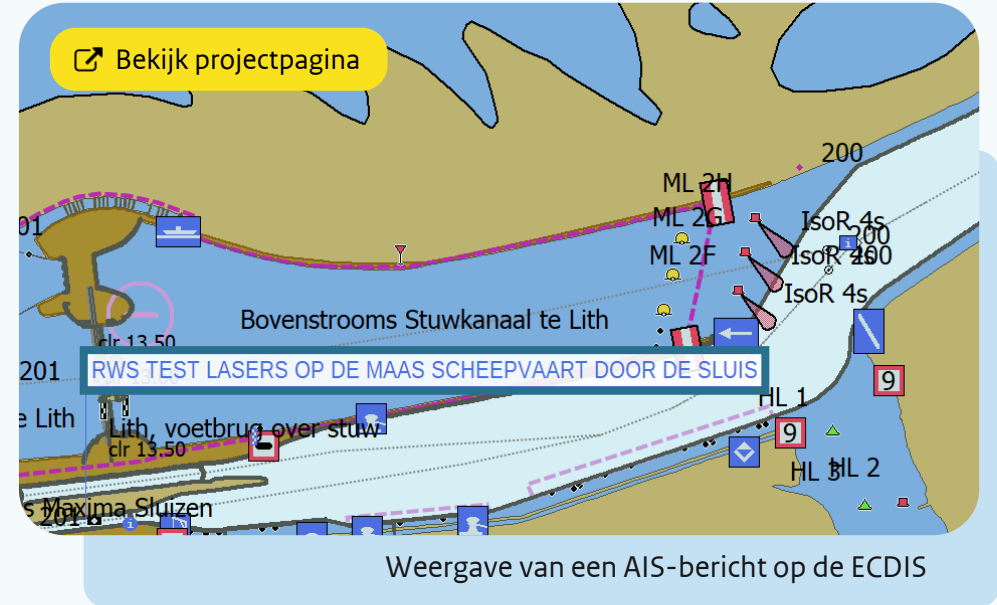 Bekijk projectpagina
200
ML 2H
ML 2G
IsoR 4s
ML 2F
IsoR 4s
IsoR 4s
Bovenstrooms Stuwkanaal te Lith
clr 13.50
RWS TEST LASERS OP DE MAAS SCHEEPVAART DOOR DE SLUIS
201
9
HL 1
e Lith
Lith, voetbrug over stuw
clr 13.50
9
HL 3
HL 2
s Maxima Sluizen
201
Weergave van een AIS-bericht op de ECDIS